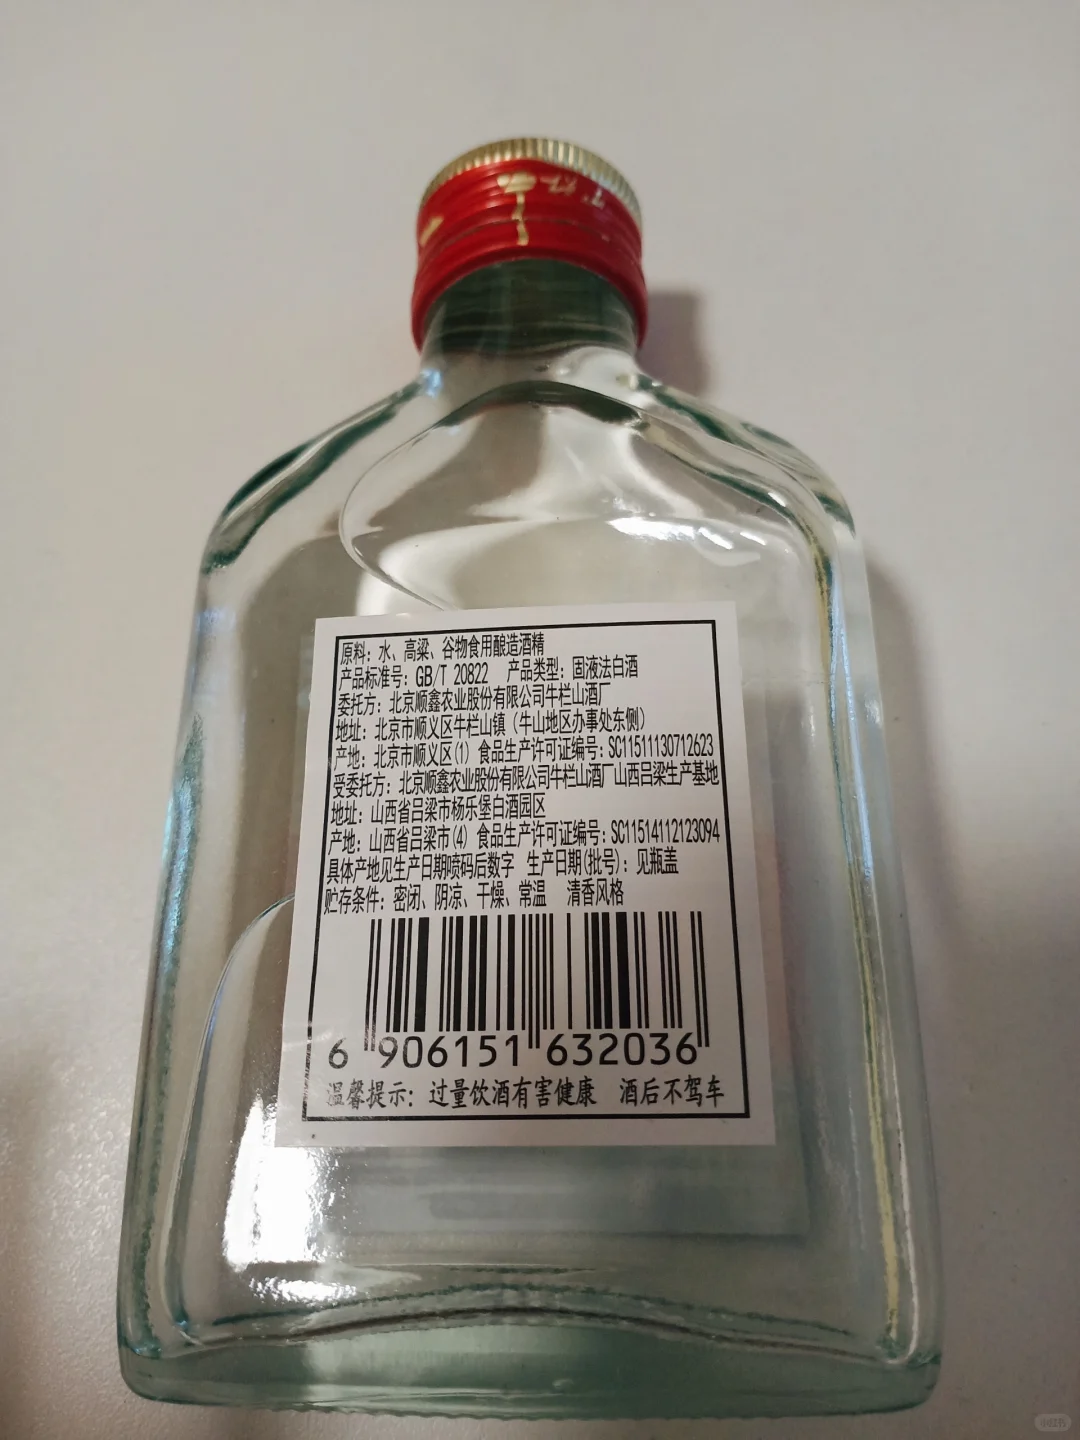 原料：水、高粱、谷物食用酿造酒精
产品标准号：GB/T 20822 产品类型：固液法白酒
委托方：北京顺鑫农业股份有限公司牛栏山酒厂
地址：北京市顺义区牛栏山镇（牛山地区办事处东侧）
产地：北京市顺义区(1) 食品生产许可证编号：SC11511130712623
受委托方：北京顺鑫农业股份有限公司牛栏山酒厂山西吕梁生产基地
地址：山西省吕梁市杨乐堡白酒园区
产地：山西省吕梁市(4) 食品生产许可证编号：SC11514112123094
具体产地见生产日期喷码后数字 生产日期(批号)：见瓶盖
贮存条件：密闭、阴凉、干燥、常温 清香风格
6 906151 632036
温馨提示：过量饮酒有害健康 酒后不驾车
小红书